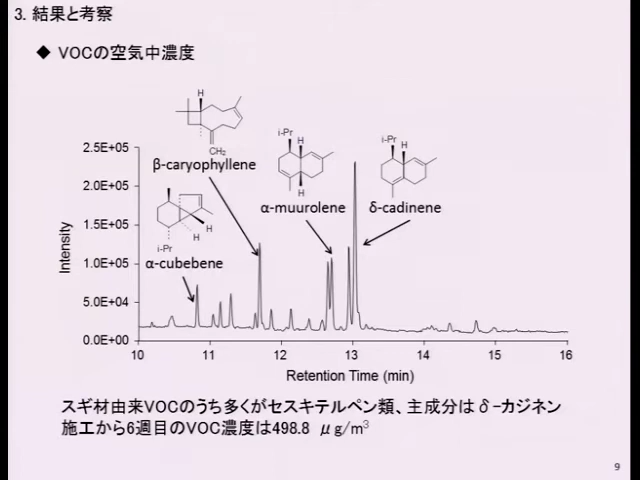 3. 結果と考察
◆ VOCの空気中濃度
H
CH2
i-Pr
H
H
i-Pr
H
β-caryophyllene
α-muurolene
δ-cadinene
H
H
i-Pr
α-cubebene
Intensity
2.5E+05
2.0E+05
1.5E+05
1.0E+05
5.0E+04
0.0E+00
10 11 12 13 14 15 16
Retention Time (min)
スギ材由来VOCのうち多くがセスキテルペン類、主成分はδ-カジネン
施工から6週目のVOC濃度は498.8 μg/m³
9